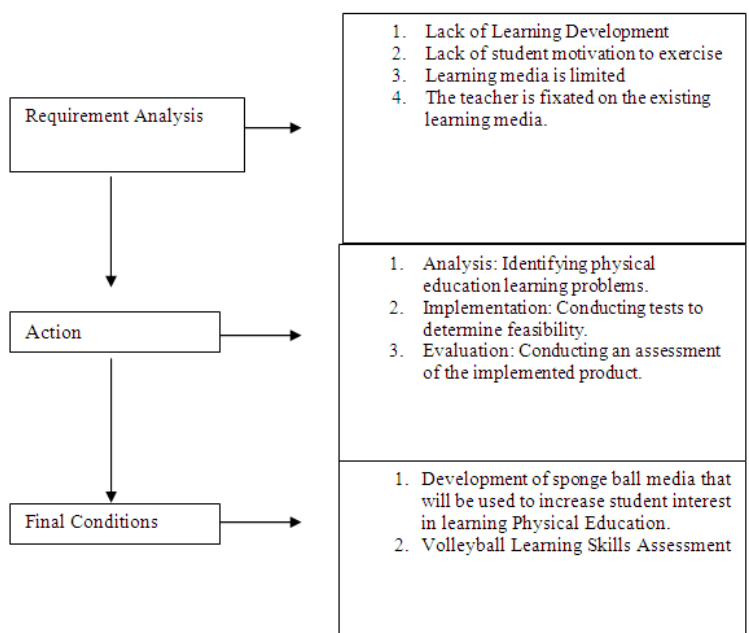 Requirement Analysis
1. Lack of Learning Development
2. Lack of student motivation to exercise
3. Learning media is limited
4. The teacher is fixated on the existing
learning media.
Action
1. Analysis: Identifying physical
education learning problems.
2. Implementation: Conducting tests to
determine feasibility.
3. Evaluation: Conducting an assessment
of the implemented product.
Final Conditions
1. Development of sponge ball media that
will be used to increase student interest
in learning Physical Education.
2. Volleyball Learning Skills Assessment